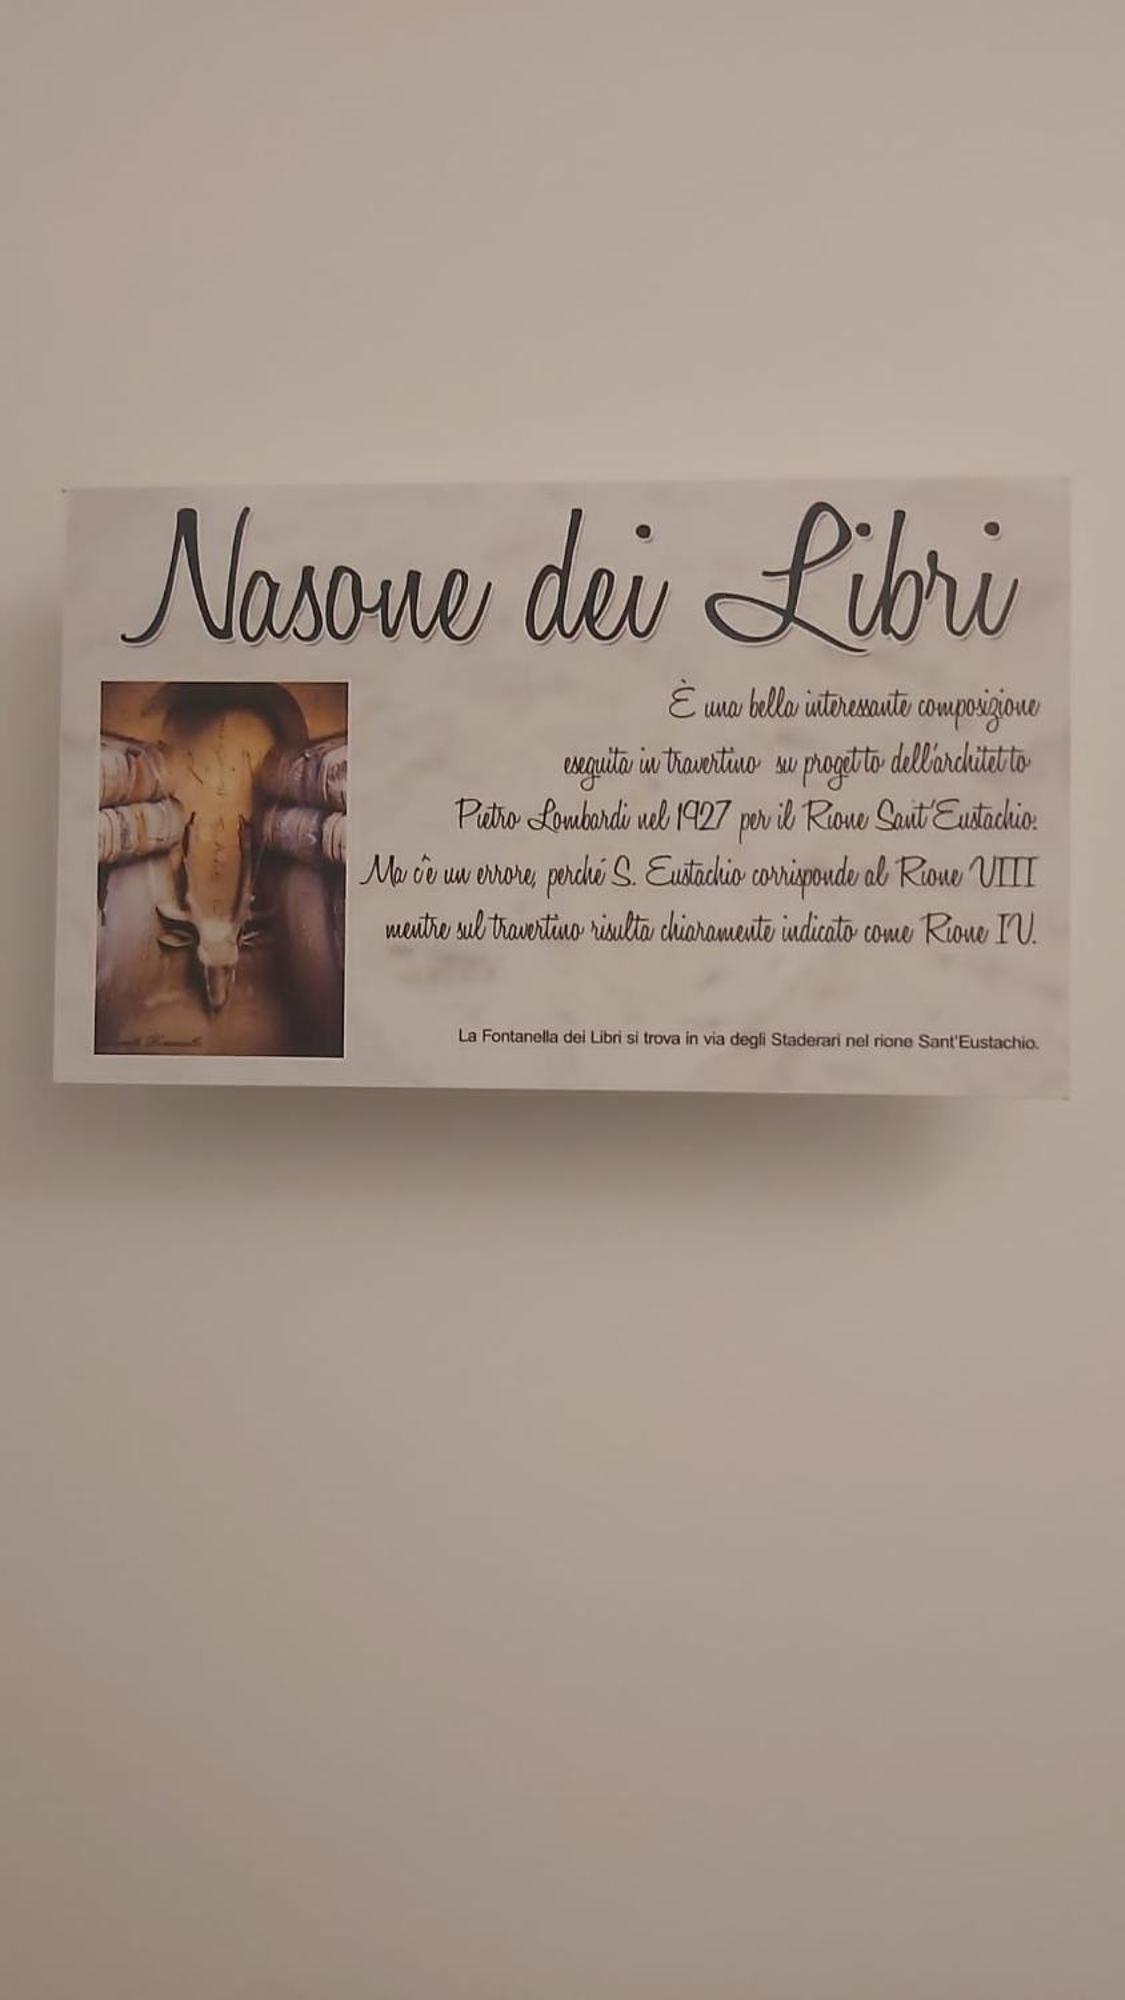 Nasone dei Libri
È una bella interessante composizione
eseguita in travertino su progetto dell'architetto
Pietro Lombardi nel 1927 per il Rione Sant'Eustachio.
Ma c'è un errore, perché S. Eustachio corrisponde al Rione VIII
mentre sul travertino risulta chiaramente indicato come Rione IV.
La Fontanella dei Libri si trova in via degli Staderari nel rione Sant'Eustachio.